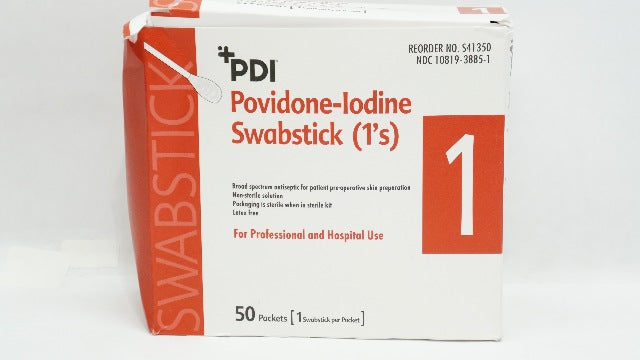 SWABSTICK
PDI
REORDER NO. S41350
NDC 10819-3885-1
Povidone-Iodine
Swabstick (1's)
1
Broad spectrum antiseptic for patient pre-operative skin preparation
Non-sterile solution
Packaging is sterile when in sterile kit
Latex free
For Professional and Hospital Use
50 Packets [1 Swabstick per Packet]